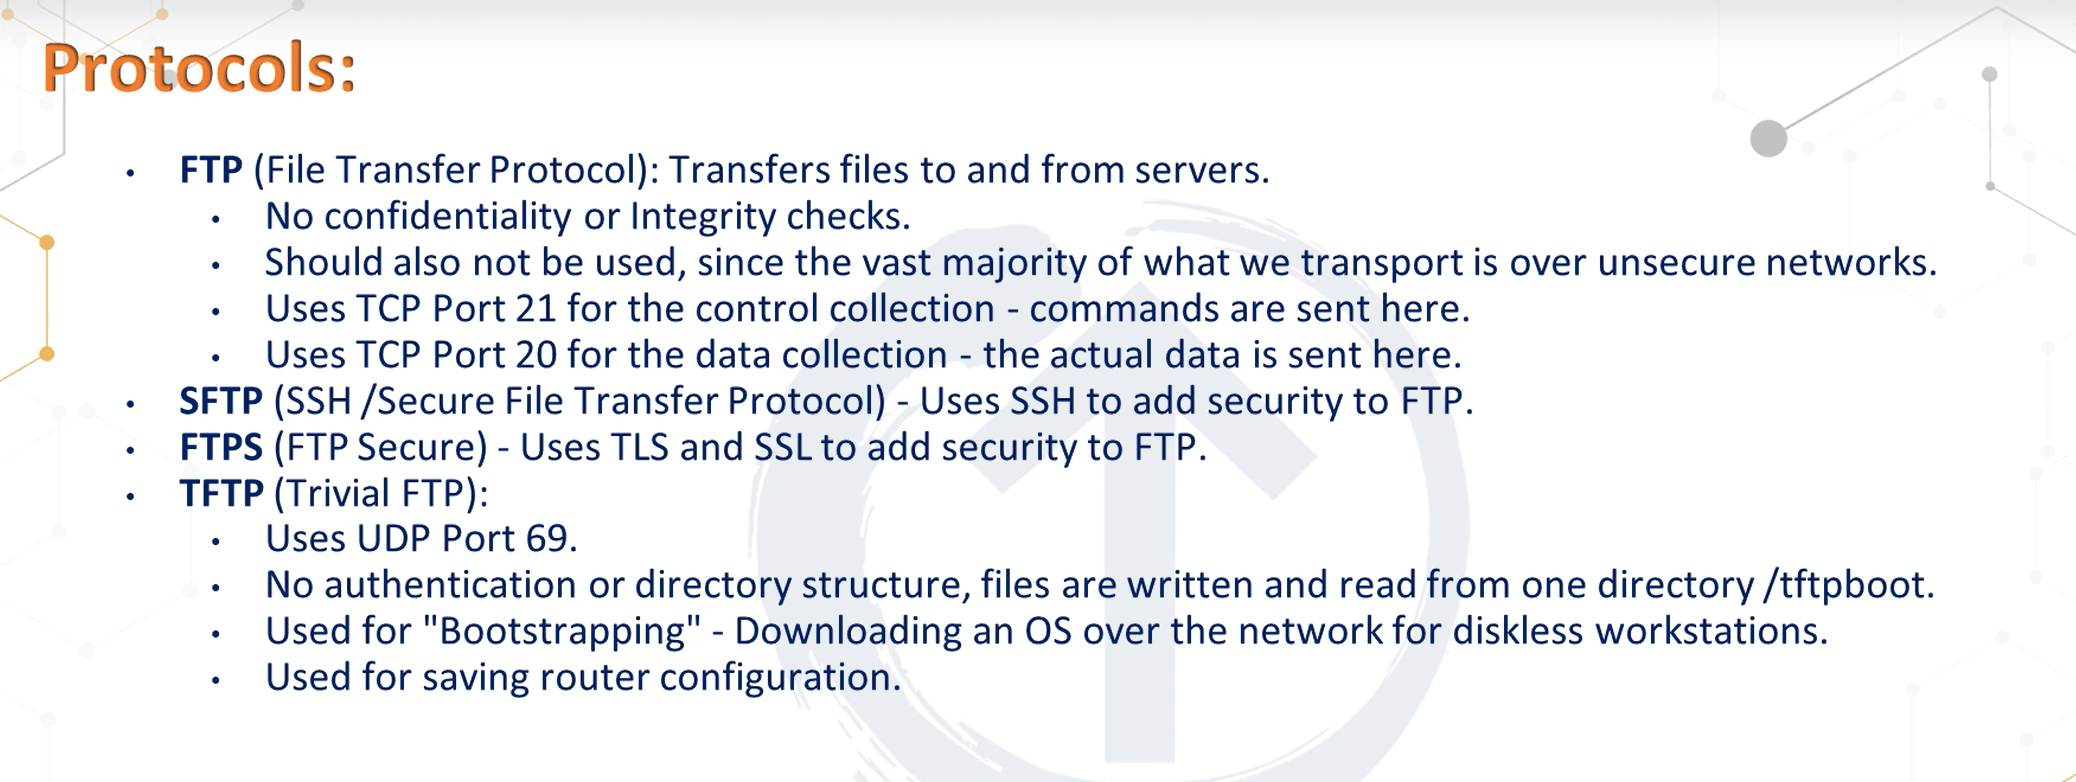 Protocols:
• FTP (File Transfer Protocol): Transfers files to and from servers.
• No confidentiality or Integrity checks.
• Should also not be used, since the vast majority of what we transport is over unsecure networks.
• Uses TCP Port 21 for the control collection - commands are sent here.
• Uses TCP Port 20 for the data collection - the actual data is sent here.
• SFTP (SSH /Secure File Transfer Protocol) - Uses SSH to add security to FTP.
• FTPS (FTP Secure) - Uses TLS and SSL to add security to FTP.
• TFTP (Trivial FTP):
• Uses UDP Port 69.
• No authentication or directory structure, files are written and read from one directory /tftpboot.
• Used for "Bootstrapping" - Downloading an OS over the network for diskless workstations.
• Used for saving router configuration.